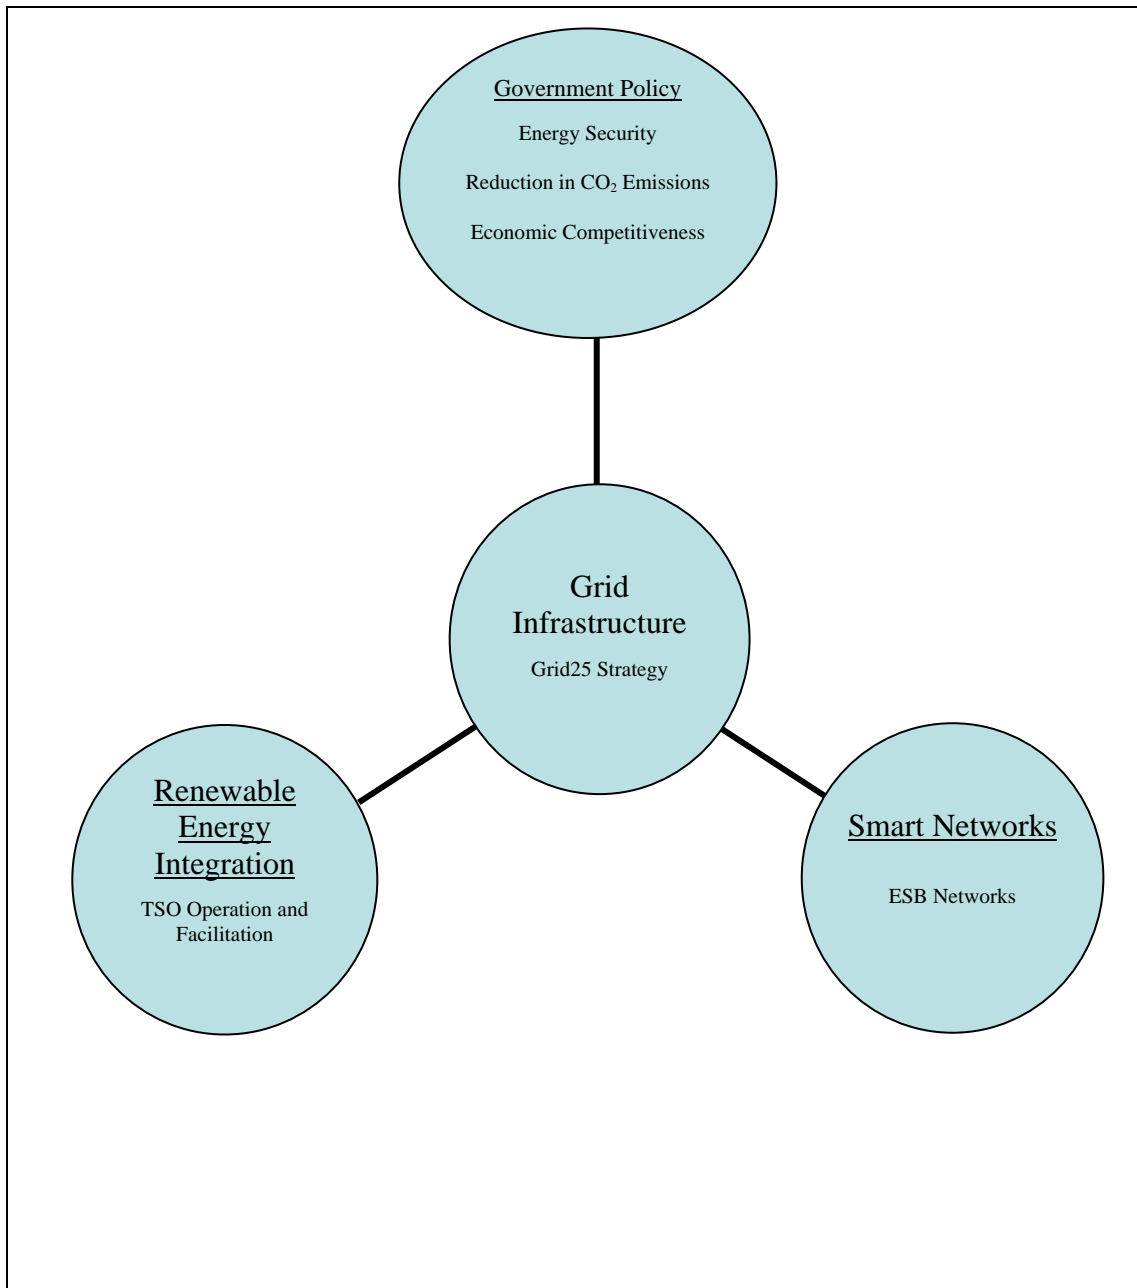 Government Policy
Energy Security
Reduction in CO₂ Emissions
Economic Competitiveness
Grid
Infrastructure
Grid25 Strategy
Renewable
Energy
Integration
TSO Operation and
Facilitation
Smart Networks
ESB Networks